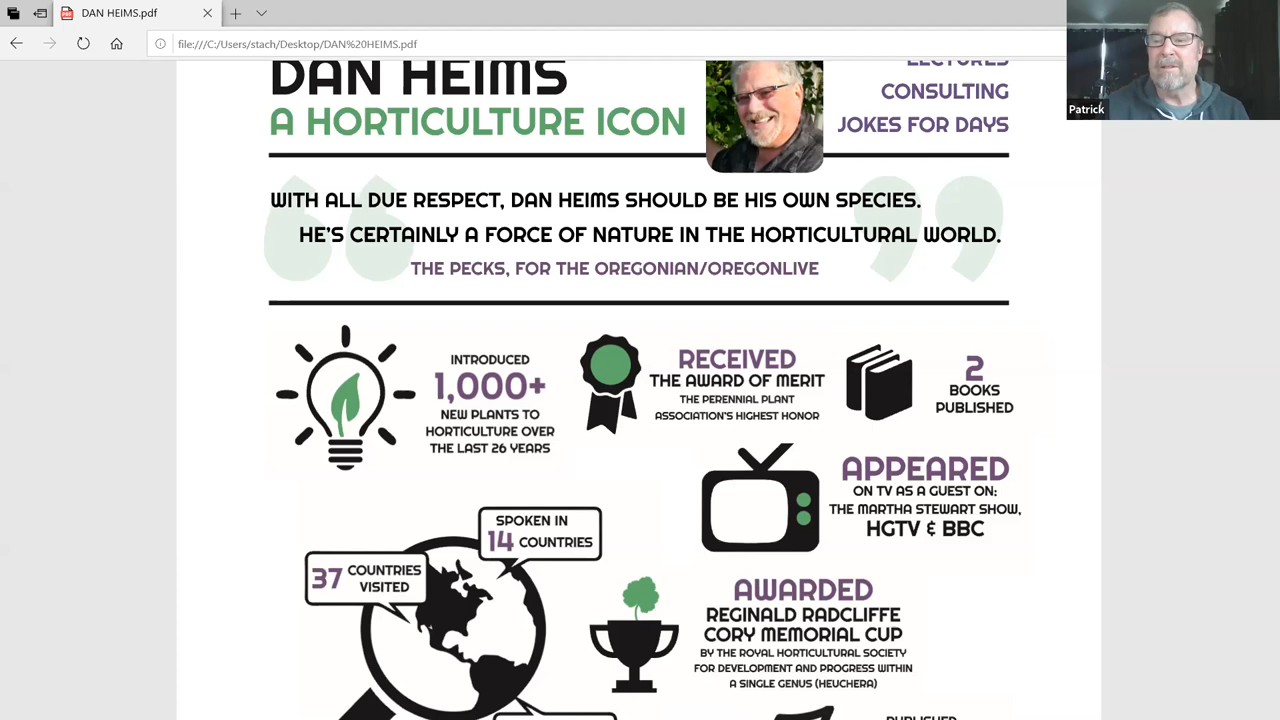 DAN HEIMS.pdf
file:///C:/Users/stach/Desktop/DAN%20HEIMS.pdf
Patrick
DAN HEIMS
A HORTICULTURE ICON
LECTURES
CONSULTING
JOKES FOR DAYS
WITH ALL DUE RESPECT, DAN HEIMS SHOULD BE HIS OWN SPECIES.
HE'S CERTAINLY A FORCE OF NATURE IN THE HORTICULTURAL WORLD.
THE PECKS, FOR THE OREGONIAN/OREGONLIVE
INTRODUCED
1,000+
NEW PLANTS TO
HORTICULTURE OVER
THE LAST 26 YEARS
RECEIVED
THE AWARD OF MERIT
THE PERENNIAL PLANT
ASSOCIATION'S HIGHEST HONOR
2
BOOKS
PUBLISHED
APPEARED
ON TV AS A GUEST ON:
THE MARTHA STEWART SHOW,
HGTV & BBC
SPOKEN IN
14 COUNTRIES
37 COUNTRIES
VISITED
AWARDED
REGINALD RADCLIFFE
CORY MEMORIAL CUP
BY THE ROYAL HORTICULTURAL SOCIETY
FOR DEVELOPMENT AND PROGRESS WITHIN
A SINGLE GENUS (HEUCHERA)
PUBLISHED